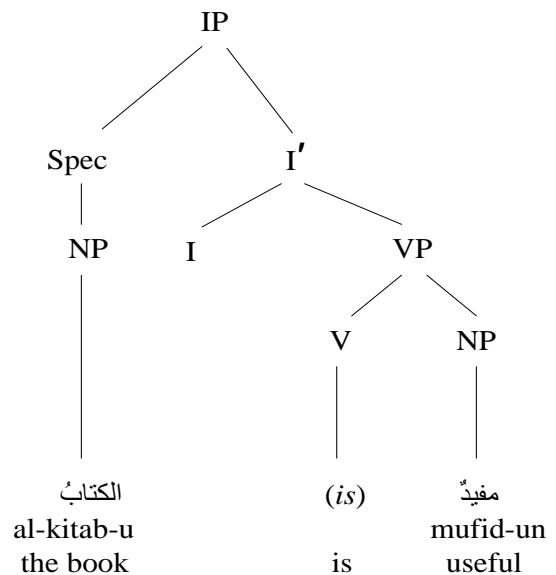 IP
Spec I′
NP I VP
V NP
الكتابُ (is) مفيدٌ
al-kitab-u mufid-un
the book is useful